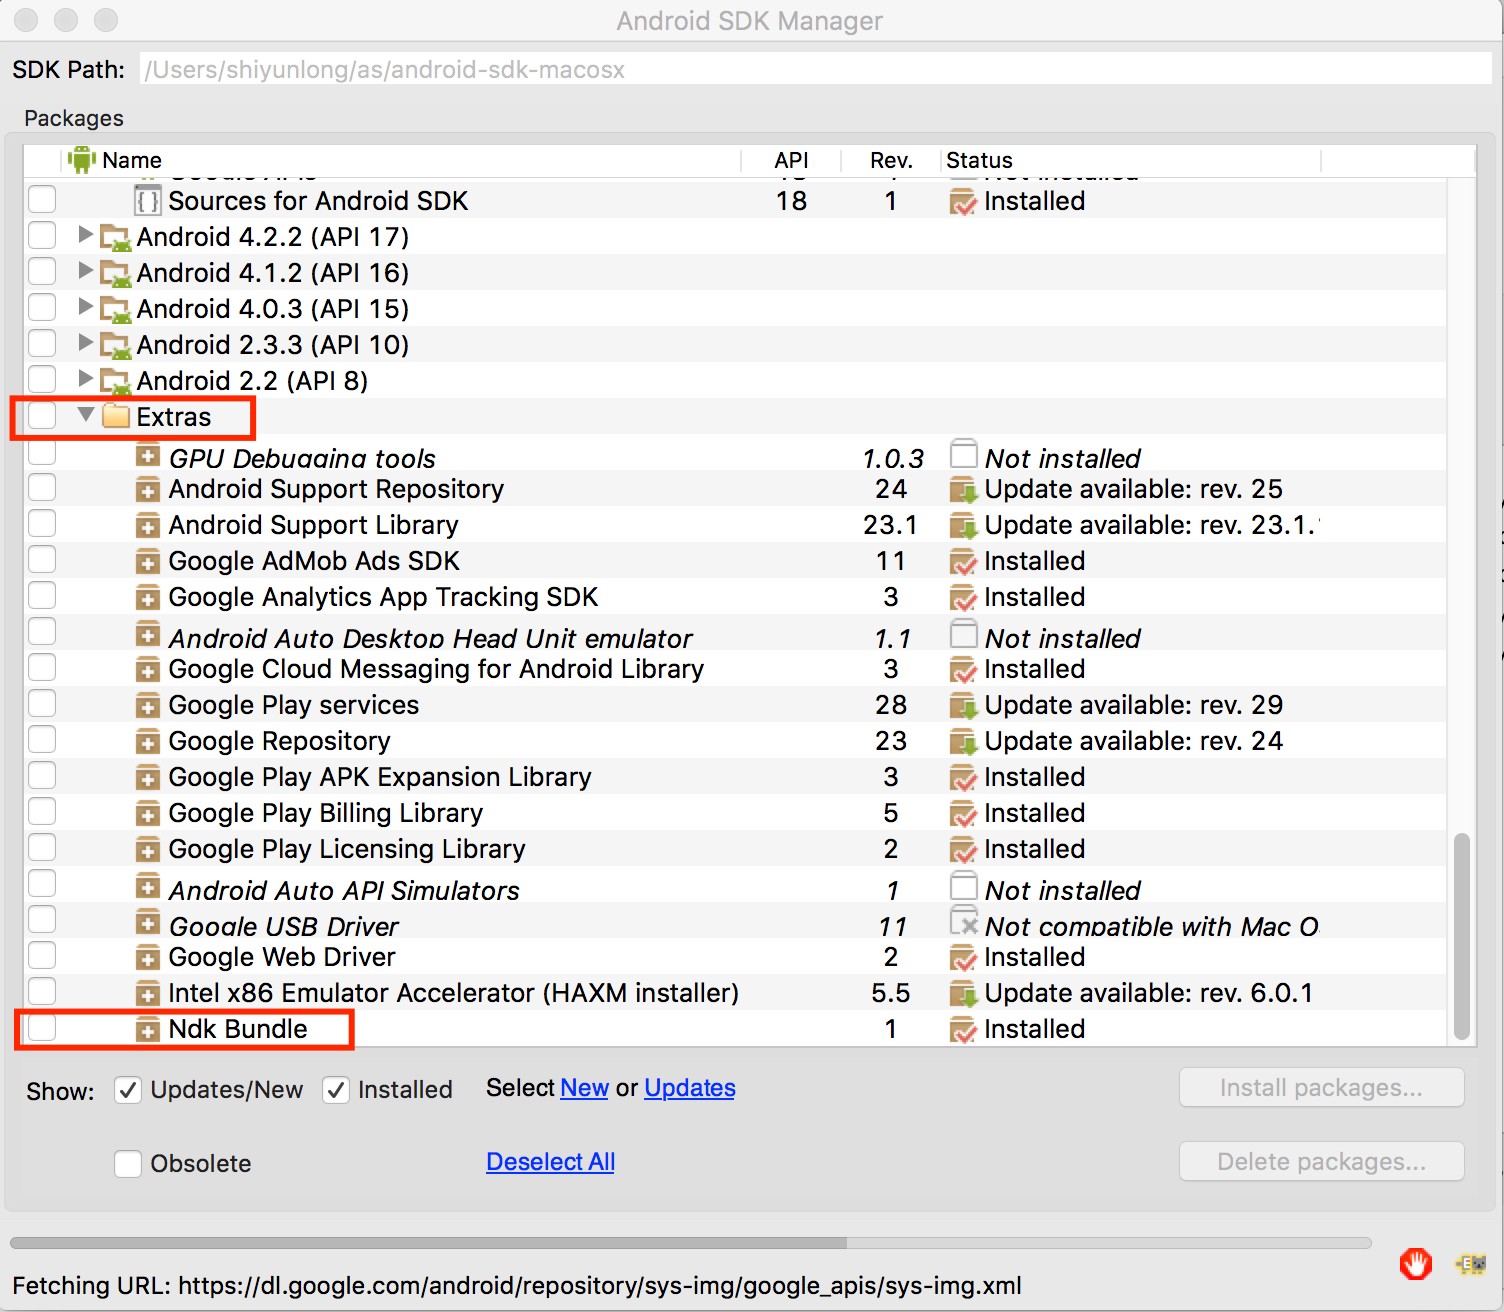 Android SDK Manager
SDK Path: /Users/shiyunlong/as/android-sdk-macosx
Packages
Name API Rev. Status
Sources for Android SDK 18 1 Installed
Android 4.2.2 (API 17)
Android 4.1.2 (API 16)
Android 4.0.3 (API 15)
Android 2.3.3 (API 10)
Android 2.2 (API 8)
Extras
GPU Debugging tools 1.0.3 Not installed
Android Support Repository 24 Update available: rev. 25
Android Support Library 23.1 Update available: rev. 23.1.
Google AdMob Ads SDK 11 Installed
Google Analytics App Tracking SDK 3 Installed
Android Auto Desktop Head Unit emulator 1.1 Not installed
Google Cloud Messaging for Android Library 3 Installed
Google Play services 28 Update available: rev. 29
Google Repository 23 Update available: rev. 24
Google Play APK Expansion Library 3 Installed
Google Play Billing Library 5 Installed
Google Play Licensing Library 2 Installed
Android Auto API Simulators 1 Not installed
Google USB Driver 11 Not compatible with Mac O
Google Web Driver 2 Installed
Intel x86 Emulator Accelerator (HAXM installer) 5.5 Update available: rev. 6.0.1
Ndk Bundle 1 Installed
Show: Updates/New Installed Select New or Updates Install packages...
Obsolete Deselect All Delete packages...
Fetching URL: https://dl.google.com/android/repository/sys-img/google_apis/sys-img.xml